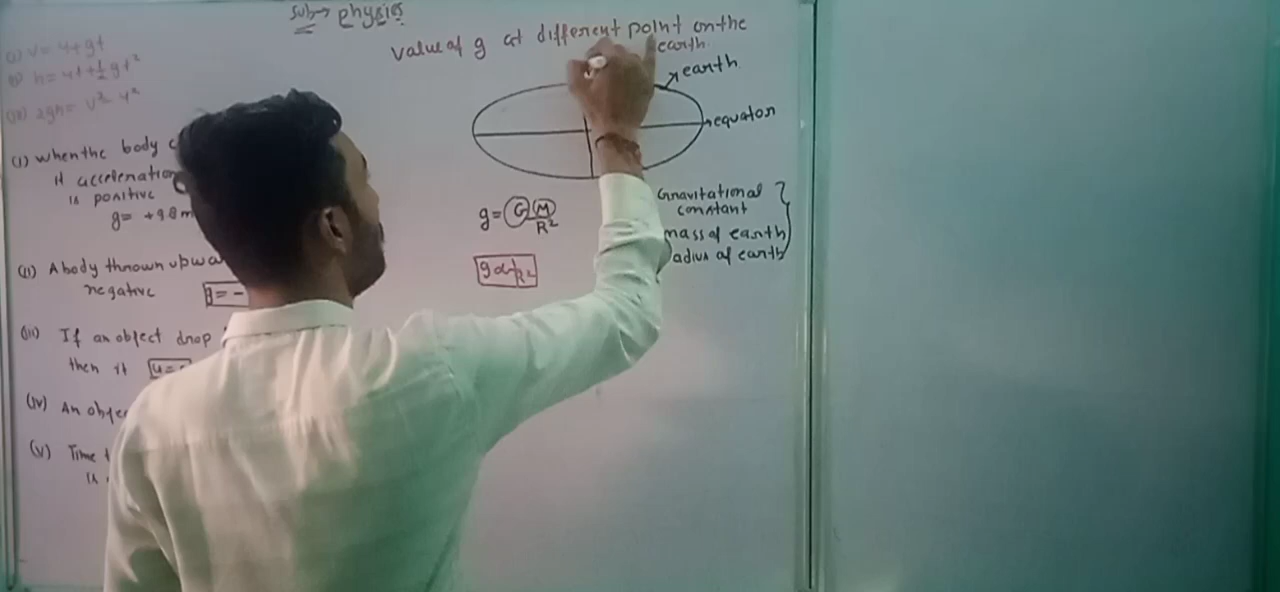 Sub→ Physics
(i) v = u+gt
(ii) h = ut+½gt²
(iii) 2gh = v² - u²
(i) When the body
it acceleration
is positive
g = +9.8 m
(ii) A body thrown upwa
negative g = -
(iii) If an object drop
then it u =
(iv) An objec
(v) Time t
is
Value of g at different point on the
earth.
earth
equator
g = GM/R²
g ∝ 1/R²
Gravitational
constant
mass of earth
adius of earth